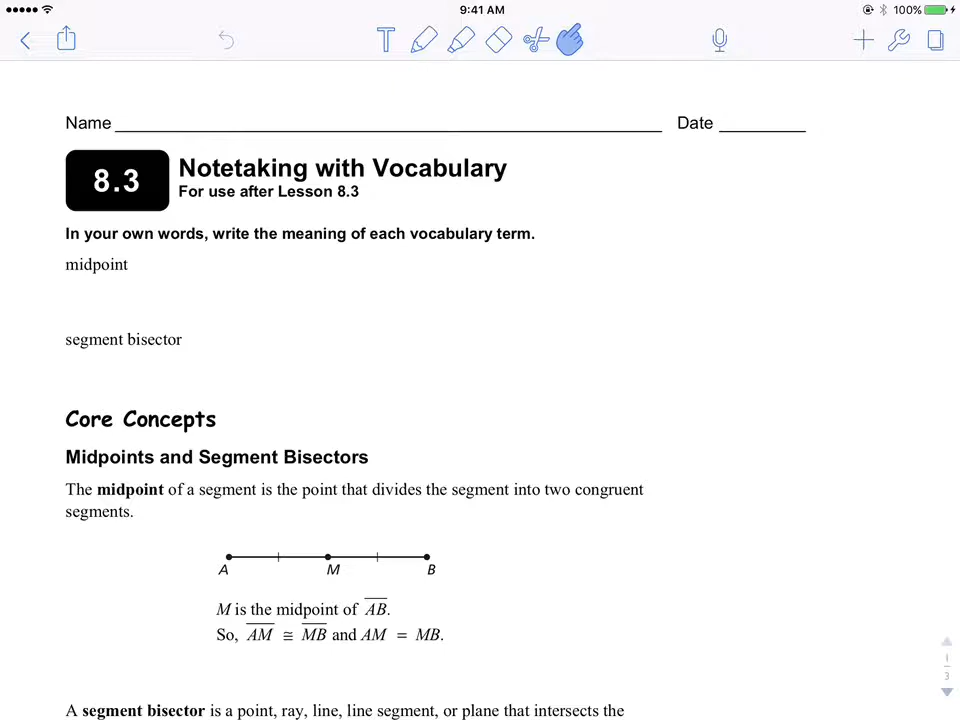 9:41 AM
100%
T
Name
Date
8.3
Notetaking with Vocabulary
For use after Lesson 8.3
In your own words, write the meaning of each vocabulary term.
midpoint
segment bisector
Core Concepts
Midpoints and Segment Bisectors
The midpoint of a segment is the point that divides the segment into two congruent
segments.
A M B
M is the midpoint of A̅B̅.
So, A̅M̅ ≅ M̅B̅ and AM = MB.
1
3
A segment bisector is a point, ray, line, line segment, or plane that intersects the